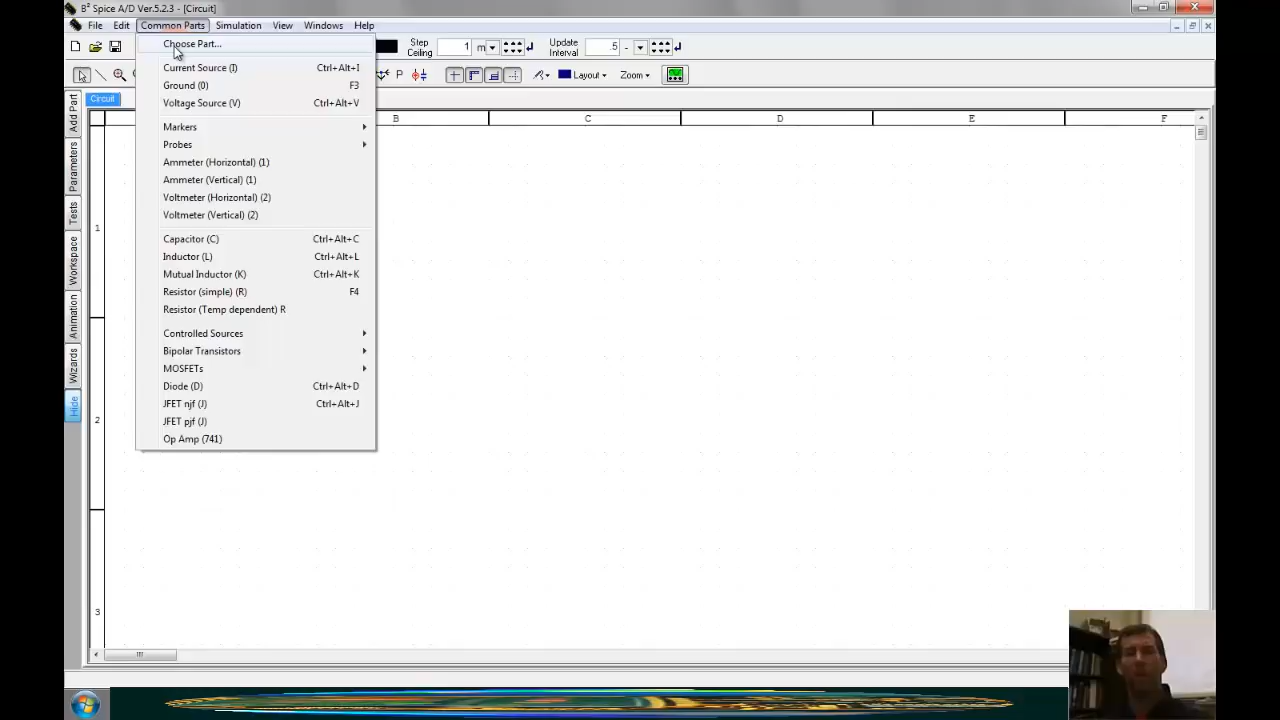 B² Spice A/D Ver.5.2.3 - [Circuit]
File Edit Common Parts Simulation View Windows Help
Choose Part...
Step Ceiling 1 m
Update Interval .5 -
P
Layout
Zoom
Circuit
Current Source (I) Ctrl+Alt+I
Ground (0) F3
Voltage Source (V) Ctrl+Alt+V
Markers
Probes
Ammeter (Horizontal) (1)
Ammeter (Vertical) (1)
Voltmeter (Horizontal) (2)
Voltmeter (Vertical) (2)
Capacitor (C) Ctrl+Alt+C
Inductor (L) Ctrl+Alt+L
Mutual Inductor (K) Ctrl+Alt+K
Resistor (simple) (R) F4
Resistor (Temp dependent) R
Controlled Sources
Bipolar Transistors
MOSFETs
Diode (D) Ctrl+Alt+D
JFET njf (J) Ctrl+Alt+J
JFET pjf (J)
Op Amp (741)
B C D E F
1
2
3
Add Part
Parameters
Tests
Workspace
Animation
Wizards
Hide